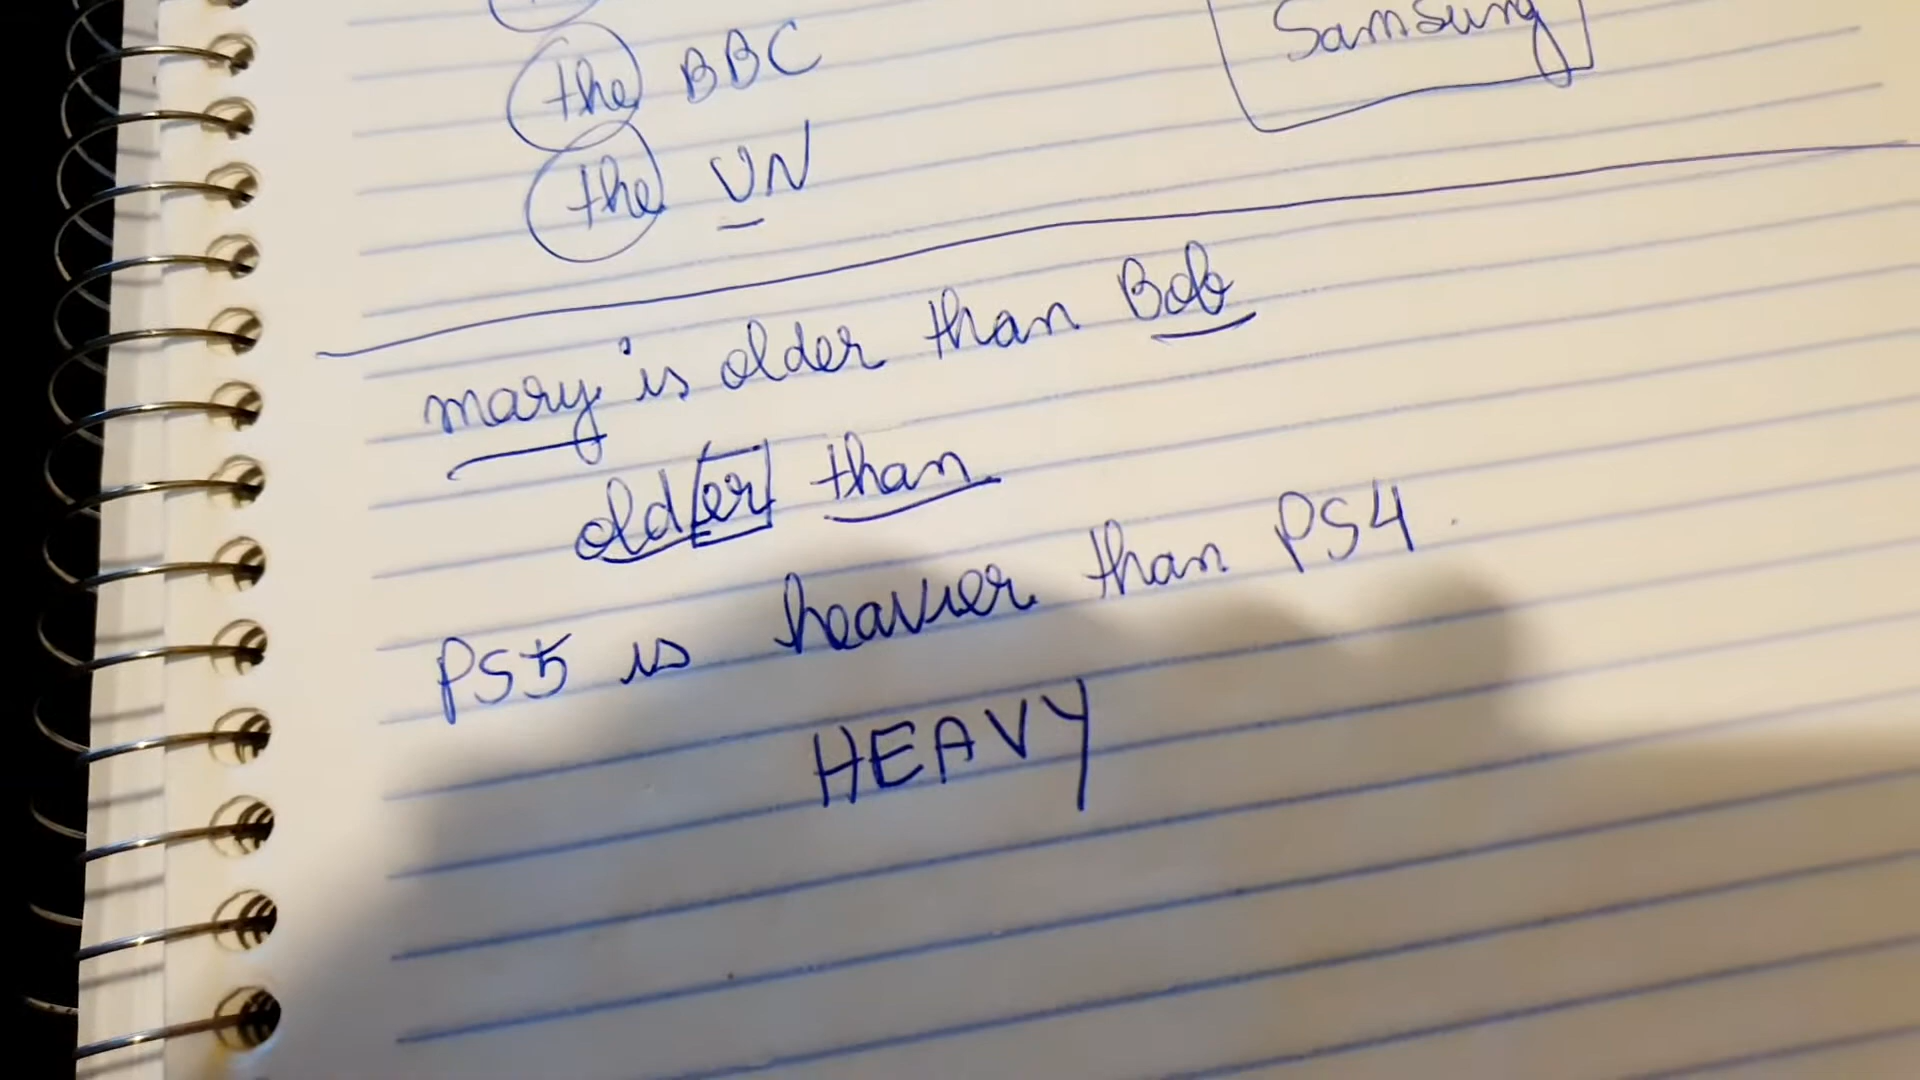 the BBC
Samsung
the UN
mary is older than Bob
older than
PS5 is heavier than PS4.
HEAVY